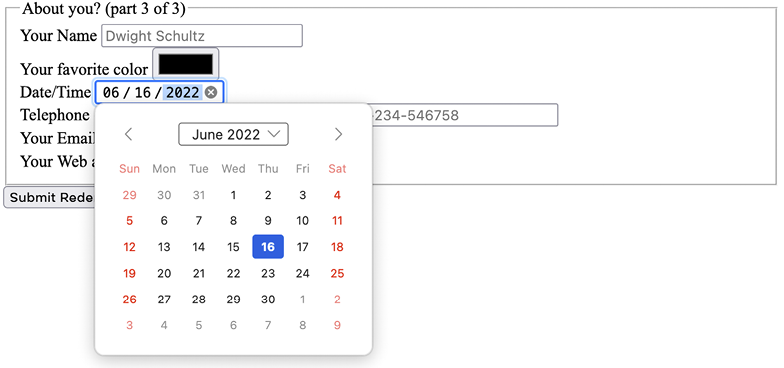 About you? (part 3 of 3)
Your Name Dwight Schultz
Your favorite color
Date/Time 06/16/2022
Telephone -234-546758
Your Email
Your Web a
Submit Rede
June 2022
Sun Mon Tue Wed Thu Fri Sat
29 30 31 1 2 3 4
5 6 7 8 9 10 11
12 13 14 15 16 17 18
19 20 21 22 23 24 25
26 27 28 29 30 1 2
3 4 5 6 7 8 9